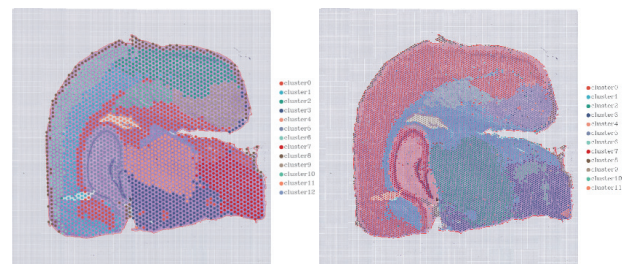 cluster0
cluster1
cluster2
cluster3
cluster4
cluster5
cluster6
cluster7
cluster8
cluster9
cluster10
cluster11
cluster12
cluster0
cluster1
cluster2
cluster3
cluster4
cluster5
cluster6
cluster7
cluster8
cluster9
cluster10
cluster11